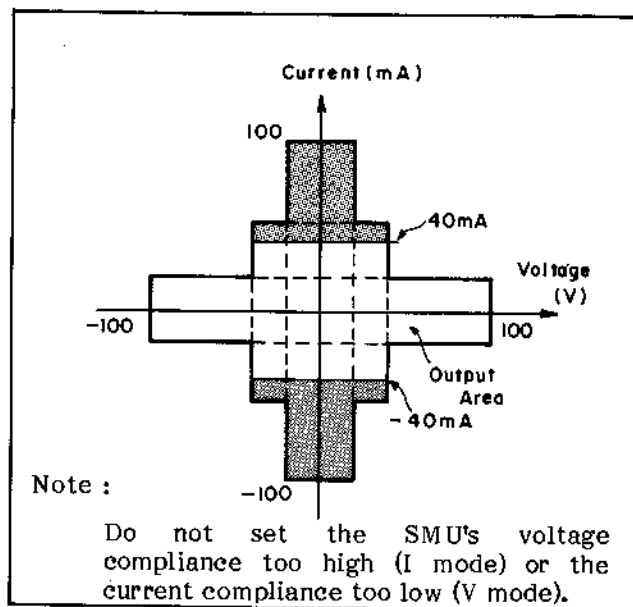 Current (mA)
100
40mA
Voltage
(V)
-100
100
Output
Area
-40mA
-100
Note :
Do not set the SMU's voltage
compliance too high (I mode) or the
current compliance too low (V mode).